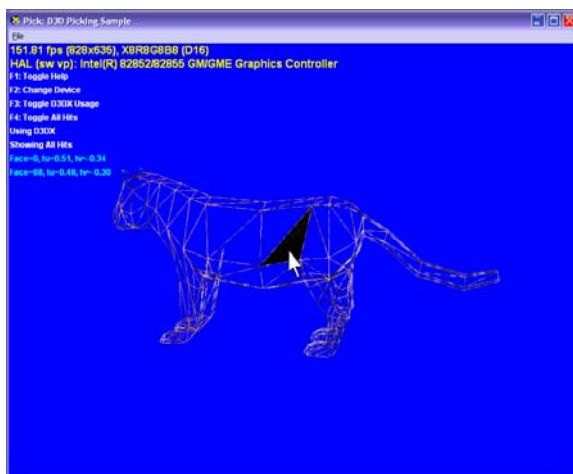 Pick: D3D Picking Sample
File
151.81 fps (828x635), X8R8G8B8 (D16)
HAL (sw vp): Intel(R) 82852/82855 GM/GME Graphics Controller
F1: Toggle Help
F2: Change Device
F3: Toggle D3DX Usage
F4: Toggle All Hits
Using D3DX
Showing All Hits
Face=0, tu=0.51, tv=-0.34
Face=68, tu=0.48, tv=-0.30